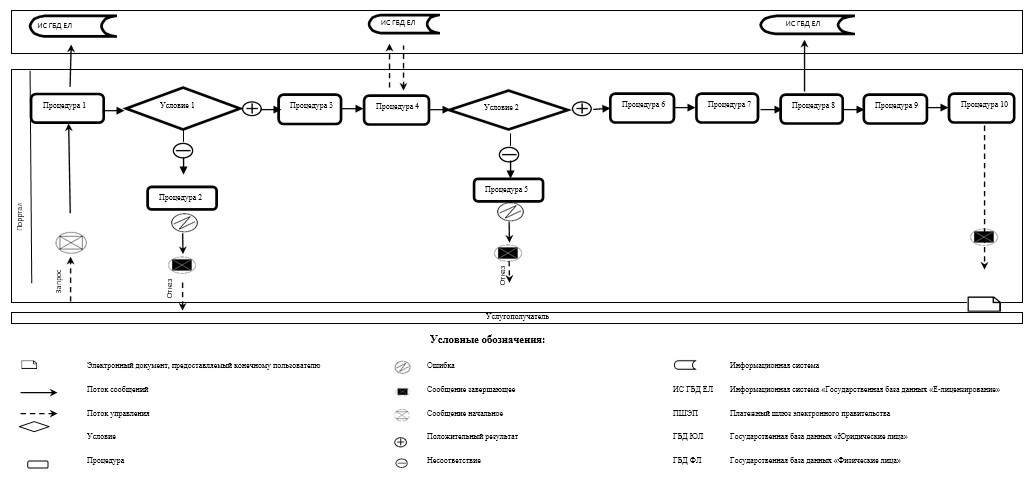 ИС ГБД ЕЛ ИС ГБД ЕЛ ИС ГБД ЕЛ
Процедура 1 Условие 1 Процедура 3 Процедура 4 Условие 2 Процедура 6 Процедура 7 Процедура 8 Процедура 9 Процедура 10
Процедура 2 Процедура 5
Порртал
Запрос
Отказ
Отказ
Услугополучатель
Условные обозначения:
Электронный документ, предоставляемый конечному пользователю Ошибка Информационная система
Поток сообщений Сообщение завершающее ИС ГБД ЕЛ Информационная система «Государственная база данных «Е-лицензирование»
Поток управления Сообщение начальное ПШЭП Платежный шлюз электронного правительства
Условие Положительный результат ГБД ЮЛ Государственная база данных «Юридические лица»
Процедура Несоответствие ГБД ФЛ Государственная база данных «Физические лица»